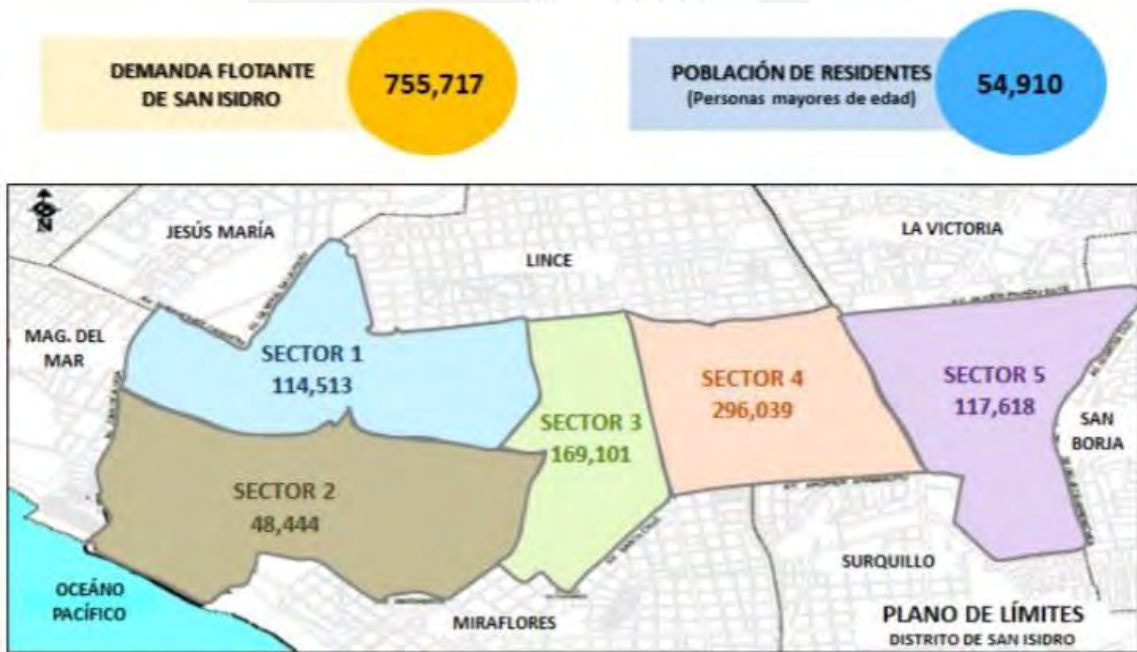 DEMANDA FLOTANTE
DE SAN ISIDRO
755,717
POBLACIÓN DE RESIDENTES
(Personas mayores de edad)
54,910
N
JESÚS MARÍA
LINCE
LA VICTORIA
MAG. DEL
MAR
SECTOR 1
114,513
SECTOR 2
48,444
SECTOR 3
169,101
SECTOR 4
296,039
SECTOR 5
117,618
SAN
BORJA
AV. SANTA CRUZ
SURQUILLO
OCEÁNO
PACÍFICO
MIRAFLORES
PLANO DE LÍMITES
DISTRITO DE SAN ISIDRO